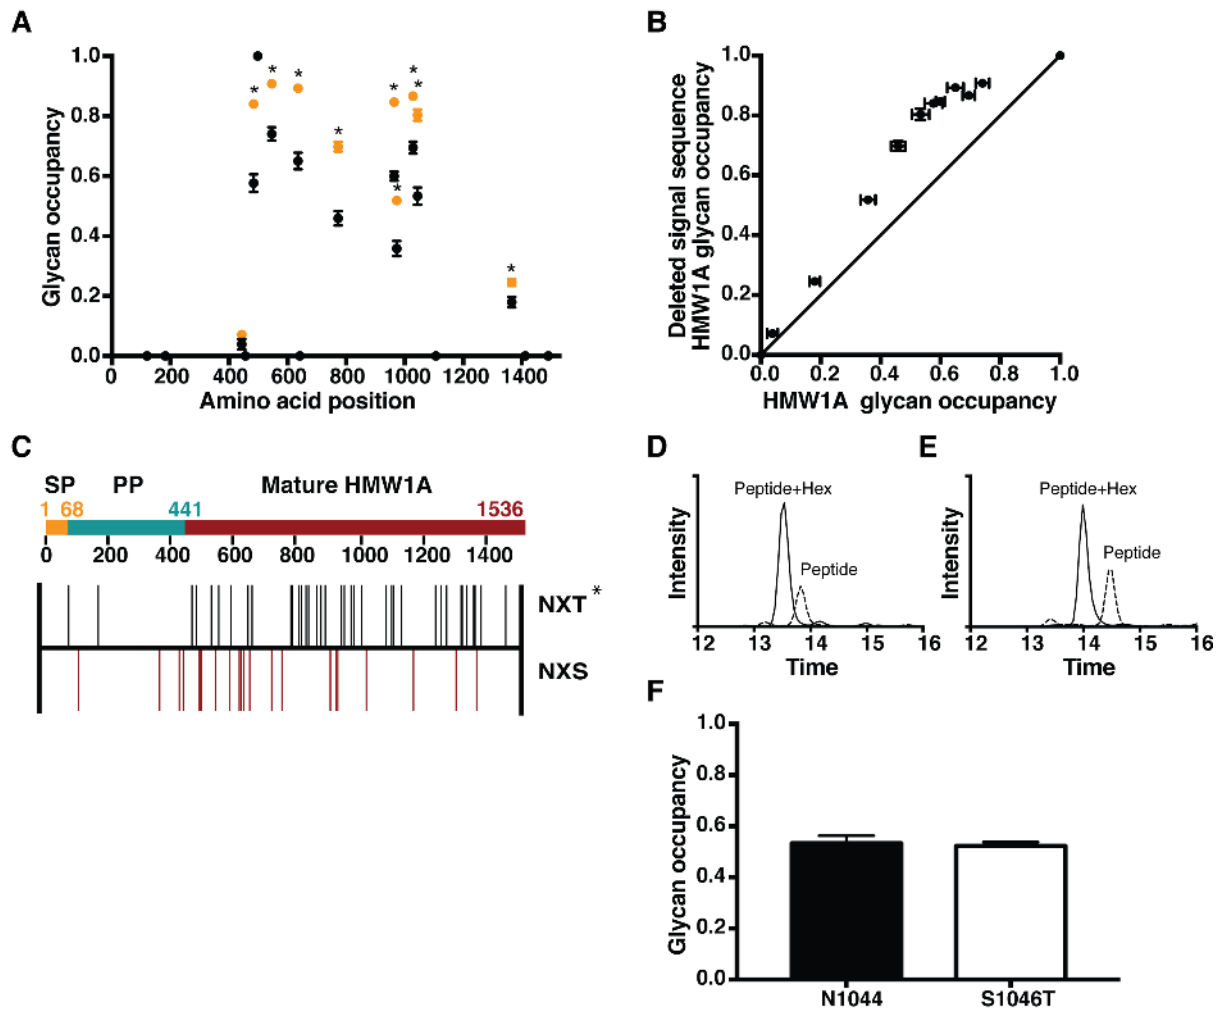 A
Glycan occupancy
1.0
0.8
0.6
0.4
0.2
0.0
* * * * * * * * *
0 200 400 600 800 1000 1200 1400
Amino acid position
B
Deleted signal sequence
HMW1A glycan occupancy
1.0
0.8
0.6
0.4
0.2
0.0
0.0 0.2 0.4 0.6 0.8 1.0
HMW1A glycan occupancy
C
SP PP Mature HMW1A
1 68 441 1536
0 200 400 600 800 1000 1200 1400
NXT *
NXS
D
Intensity
Peptide+Hex
Peptide
12 13 14 15 16
Time
E
Intensity
Peptide+Hex
Peptide
12 13 14 15 16
Time
F
Glycan occupancy
1.0
0.8
0.6
0.4
0.2
0.0
N1044 S1046T